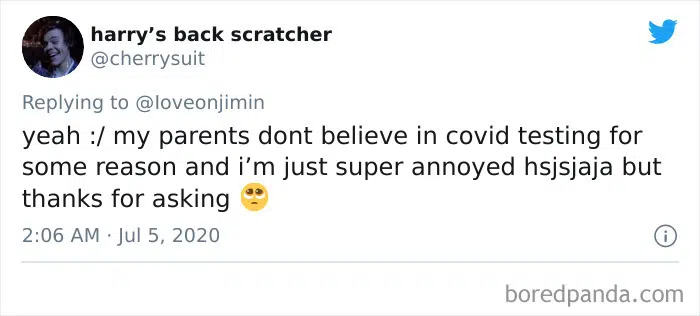 harry’s back scratcher
@cherrysuit
Replying to @loveonjimin
yeah :/ my parents dont believe in covid testing for
some reason and i’m just super annoyed hsjsjaja but
thanks for asking 🥺
2:06 AM · Jul 5, 2020
boredpanda.com